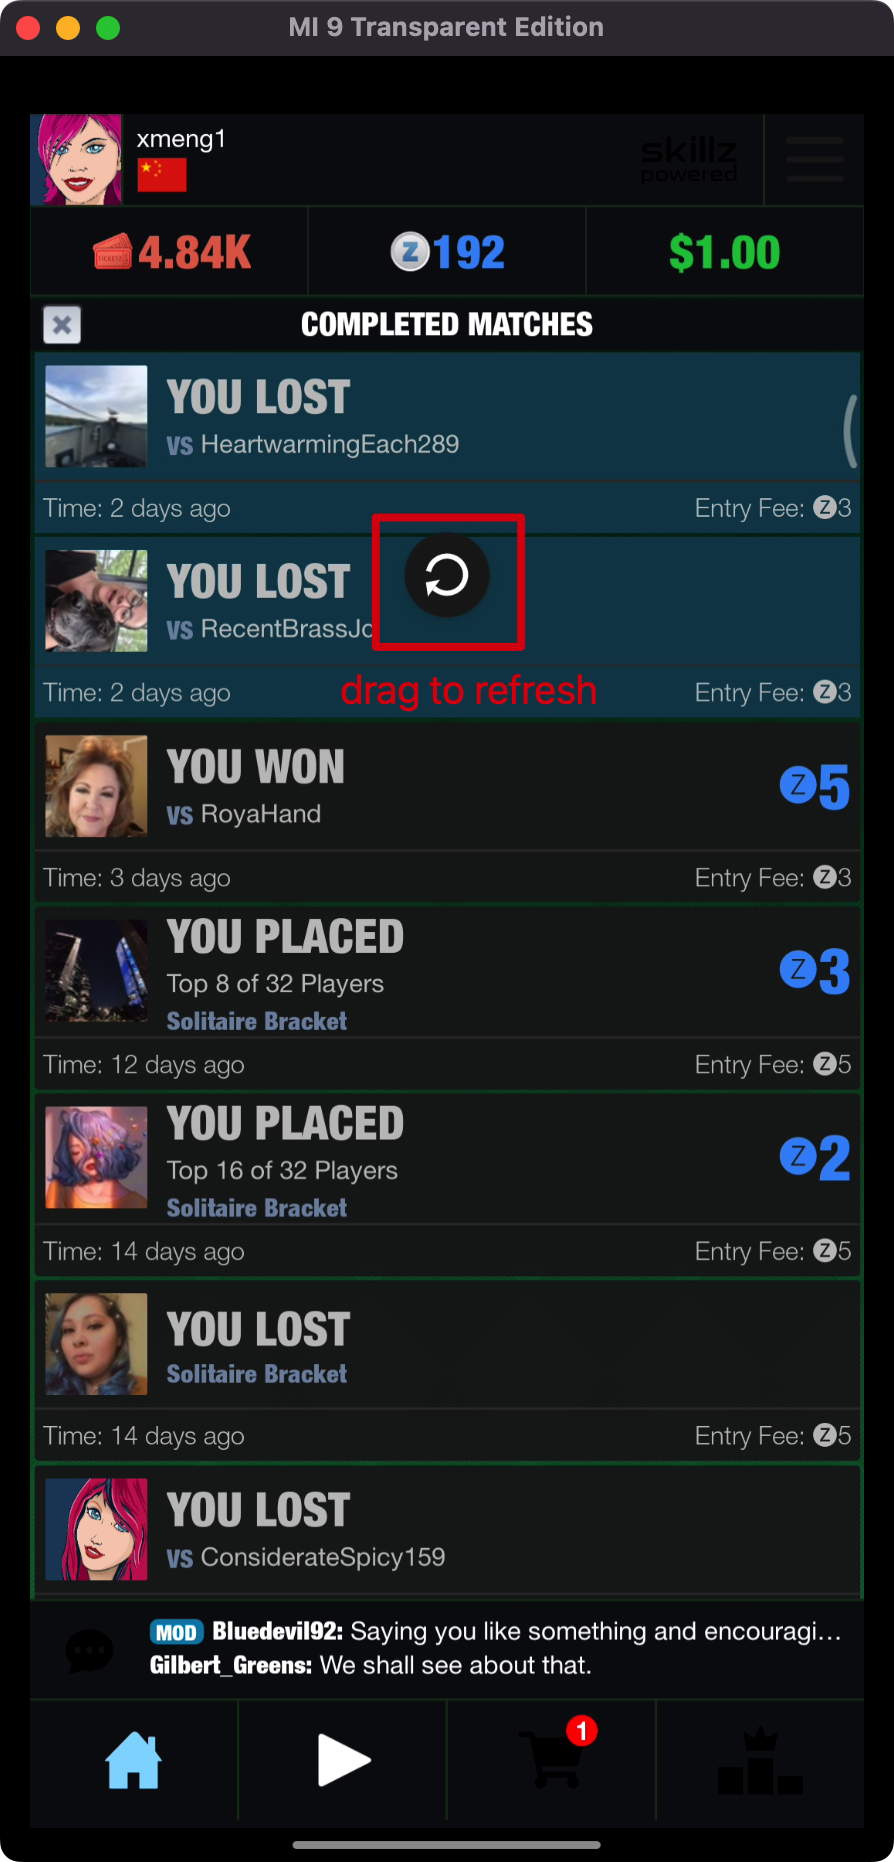 MI 9 Transparent Edition
xmeng1
skillz
powered
TICKETZ 4.84K
Z 192
$1.00
COMPLETED MATCHES
YOU LOST
VS HeartwarmingEach289
Time: 2 days ago
Entry Fee: Z3
YOU LOST
VS RecentBrassJo
Time: 2 days ago
drag to refresh
Entry Fee: Z3
YOU WON
VS RoyaHand
Z5
Time: 3 days ago
Entry Fee: Z3
YOU PLACED
Top 8 of 32 Players
Solitaire Bracket
Z3
Time: 12 days ago
Entry Fee: Z5
YOU PLACED
Top 16 of 32 Players
Solitaire Bracket
Z2
Time: 14 days ago
Entry Fee: Z5
YOU LOST
Solitaire Bracket
Time: 14 days ago
Entry Fee: Z5
YOU LOST
VS ConsiderateSpicy159
MOD Bluedevil92: Saying you like something and encouragi...
Gilbert_Greens: We shall see about that.
1